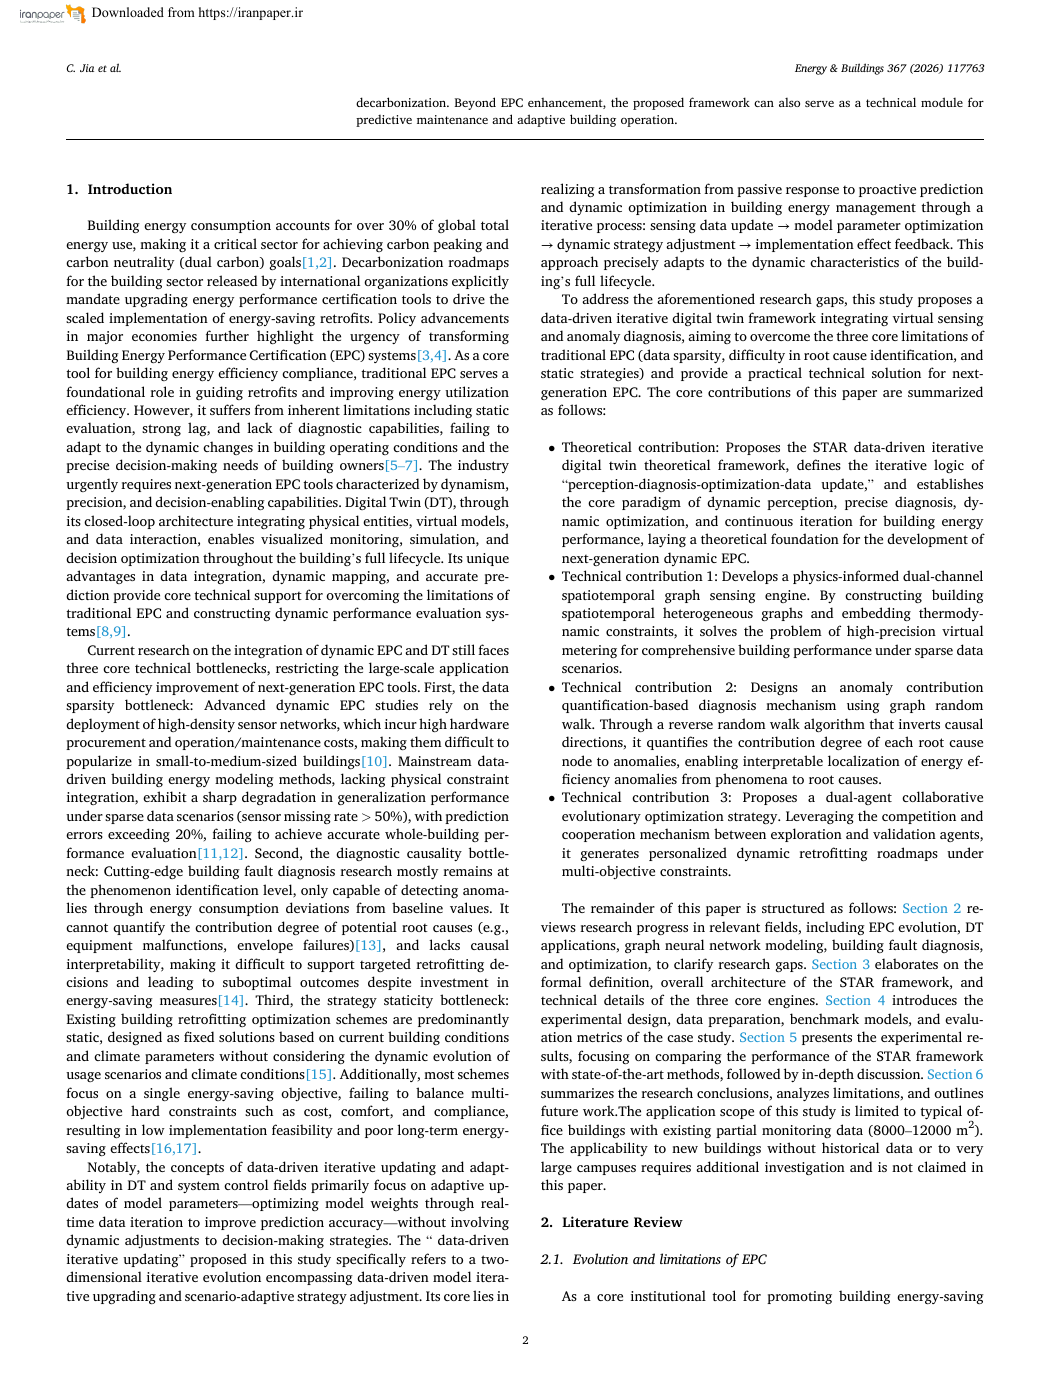 iranpaper
Downloaded from https://iranpaper.ir
C. Jia et al.
Energy & Buildings 367 (2026) 117763
decarbonization. Beyond EPC enhancement, the proposed framework can also serve as a technical module for
predictive maintenance and adaptive building operation.
1. Introduction
Building energy consumption accounts for over 30% of global total
energy use, making it a critical sector for achieving carbon peaking and
carbon neutrality (dual carbon) goals[1,2]. Decarbonization roadmaps
for the building sector released by international organizations explicitly
mandate upgrading energy performance certification tools to drive the
scaled implementation of energy-saving retrofits. Policy advancements
in major economies further highlight the urgency of transforming
Building Energy Performance Certification (EPC) systems[3,4]. As a core
tool for building energy efficiency compliance, traditional EPC serves a
foundational role in guiding retrofits and improving energy utilization
efficiency. However, it suffers from inherent limitations including static
evaluation, strong lag, and lack of diagnostic capabilities, failing to
adapt to the dynamic changes in building operating conditions and the
precise decision-making needs of building owners[5–7]. The industry
urgently requires next-generation EPC tools characterized by dynamism,
precision, and decision-enabling capabilities. Digital Twin (DT), through
its closed-loop architecture integrating physical entities, virtual models,
and data interaction, enables visualized monitoring, simulation, and
decision optimization throughout the building's full lifecycle. Its unique
advantages in data integration, dynamic mapping, and accurate pre-
diction provide core technical support for overcoming the limitations of
traditional EPC and constructing dynamic performance evaluation sys-
tems[8,9].
Current research on the integration of dynamic EPC and DT still faces
three core technical bottlenecks, restricting the large-scale application
and efficiency improvement of next-generation EPC tools. First, the data
sparsity bottleneck: Advanced dynamic EPC studies rely on the
deployment of high-density sensor networks, which incur high hardware
procurement and operation/maintenance costs, making them difficult to
popularize in small-to-medium-sized buildings[10]. Mainstream data-
driven building energy modeling methods, lacking physical constraint
integration, exhibit a sharp degradation in generalization performance
under sparse data scenarios (sensor missing rate > 50%), with prediction
errors exceeding 20%, failing to achieve accurate whole-building per-
formance evaluation[11,12]. Second, the diagnostic causality bottle-
neck: Cutting-edge building fault diagnosis research mostly remains at
the phenomenon identification level, only capable of detecting anoma-
lies through energy consumption deviations from baseline values. It
cannot quantify the contribution degree of potential root causes (e.g.,
equipment malfunctions, envelope failures)[13], and lacks causal
interpretability, making it difficult to support targeted retrofitting de-
cisions and leading to suboptimal outcomes despite investment in
energy-saving measures[14]. Third, the strategy staticity bottleneck:
Existing building retrofitting optimization schemes are predominantly
static, designed as fixed solutions based on current building conditions
and climate parameters without considering the dynamic evolution of
usage scenarios and climate conditions[15]. Additionally, most schemes
focus on a single energy-saving objective, failing to balance multi-
objective hard constraints such as cost, comfort, and compliance,
resulting in low implementation feasibility and poor long-term energy-
saving effects[16,17].
Notably, the concepts of data-driven iterative updating and adapt-
ability in DT and system control fields primarily focus on adaptive up-
dates of model parameters—optimizing model weights through real-
time data iteration to improve prediction accuracy—without involving
dynamic adjustments to decision-making strategies. The “ data-driven
iterative updating” proposed in this study specifically refers to a two-
dimensional iterative evolution encompassing data-driven model itera-
tive upgrading and scenario-adaptive strategy adjustment. Its core lies in
realizing a transformation from passive response to proactive prediction
and dynamic optimization in building energy management through a
iterative process: sensing data update → model parameter optimization
→ dynamic strategy adjustment → implementation effect feedback. This
approach precisely adapts to the dynamic characteristics of the build-
ing's full lifecycle.
To address the aforementioned research gaps, this study proposes a
data-driven iterative digital twin framework integrating virtual sensing
and anomaly diagnosis, aiming to overcome the three core limitations of
traditional EPC (data sparsity, difficulty in root cause identification, and
static strategies) and provide a practical technical solution for next-
generation EPC. The core contributions of this paper are summarized
as follows:
• Theoretical contribution: Proposes the STAR data-driven iterative
digital twin theoretical framework, defines the iterative logic of
“perception-diagnosis-optimization-data update,” and establishes
the core paradigm of dynamic perception, precise diagnosis, dy-
namic optimization, and continuous iteration for building energy
performance, laying a theoretical foundation for the development of
next-generation dynamic EPC.
• Technical contribution 1: Develops a physics-informed dual-channel
spatiotemporal graph sensing engine. By constructing building
spatiotemporal heterogeneous graphs and embedding thermody-
namic constraints, it solves the problem of high-precision virtual
metering for comprehensive building performance under sparse data
scenarios.
• Technical contribution 2: Designs an anomaly contribution
quantification-based diagnosis mechanism using graph random
walk. Through a reverse random walk algorithm that inverts causal
directions, it quantifies the contribution degree of each root cause
node to anomalies, enabling interpretable localization of energy ef-
ficiency anomalies from phenomena to root causes.
• Technical contribution 3: Proposes a dual-agent collaborative
evolutionary optimization strategy. Leveraging the competition and
cooperation mechanism between exploration and validation agents,
it generates personalized dynamic retrofitting roadmaps under
multi-objective constraints.
The remainder of this paper is structured as follows: Section 2 re-
views research progress in relevant fields, including EPC evolution, DT
applications, graph neural network modeling, building fault diagnosis,
and optimization, to clarify research gaps. Section 3 elaborates on the
formal definition, overall architecture of the STAR framework, and
technical details of the three core engines. Section 4 introduces the
experimental design, data preparation, benchmark models, and evalu-
ation metrics of the case study. Section 5 presents the experimental re-
sults, focusing on comparing the performance of the STAR framework
with state-of-the-art methods, followed by in-depth discussion. Section 6
summarizes the research conclusions, analyzes limitations, and outlines
future work.The application scope of this study is limited to typical of-
fice buildings with existing partial monitoring data (8000–12000 m²).
The applicability to new buildings without historical data or to very
large campuses requires additional investigation and is not claimed in
this paper.
2. Literature Review
2.1. Evolution and limitations of EPC
As a core institutional tool for promoting building energy-saving
2